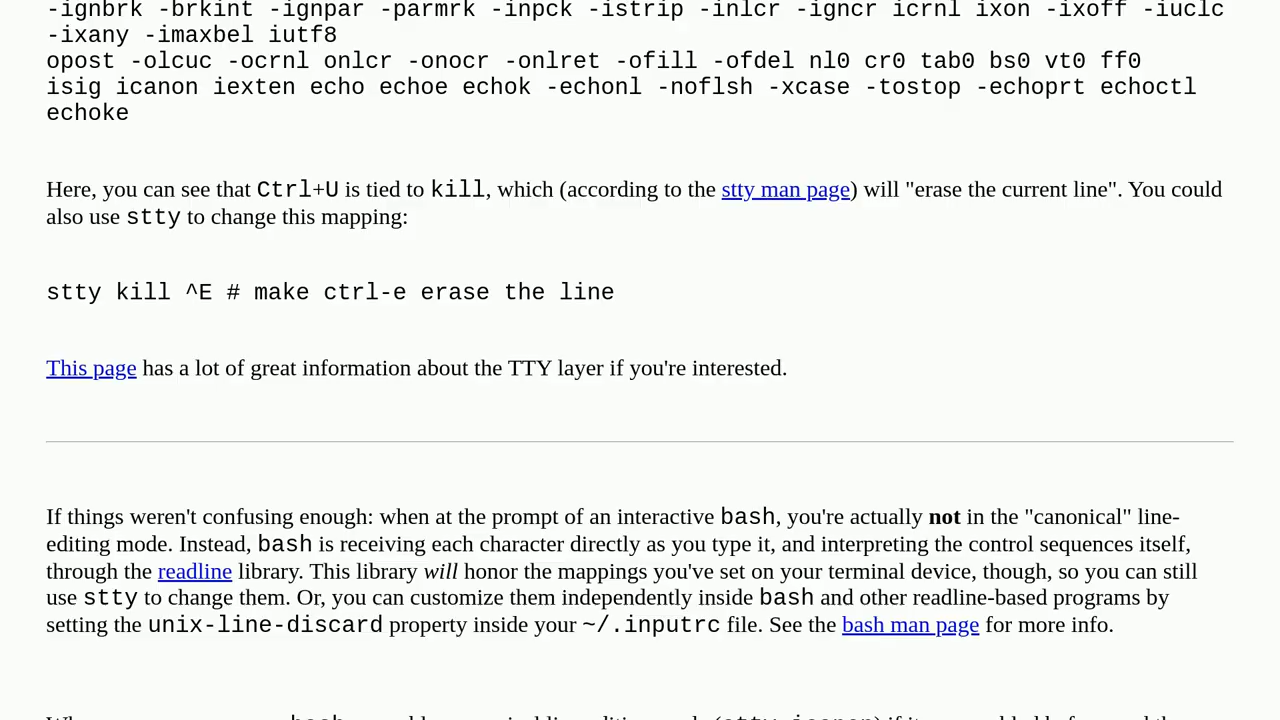 -ignbrk -brkint -ignpar -parmrk -inpck -istrip -inlcr -igncr icrnl ixon -ixoff -iuclc
-ixany -imaxbel iutf8
opost -olcuc -ocrnl onlcr -onocr -onlret -ofill -ofdel nl0 cr0 tab0 bs0 vt0 ff0
isig icanon iexten echo echoe echok -echonl -noflsh -xcase -tostop -echoprt echoctl
echoke
Here, you can see that Ctrl+U is tied to kill, which (according to the stty man page) will "erase the current line". You could
also use stty to change this mapping:
stty kill ^E # make ctrl-e erase the line
This page has a lot of great information about the TTY layer if you're interested.
If things weren't confusing enough: when at the prompt of an interactive bash, you're actually not in the "canonical" line-
editing mode. Instead, bash is receiving each character directly as you type it, and interpreting the control sequences itself,
through the readline library. This library will honor the mappings you've set on your terminal device, though, so you can still
use stty to change them. Or, you can customize them independently inside bash and other readline-based programs by
setting the unix-line-discard property inside your ~/.inputrc file. See the bash man page for more info.